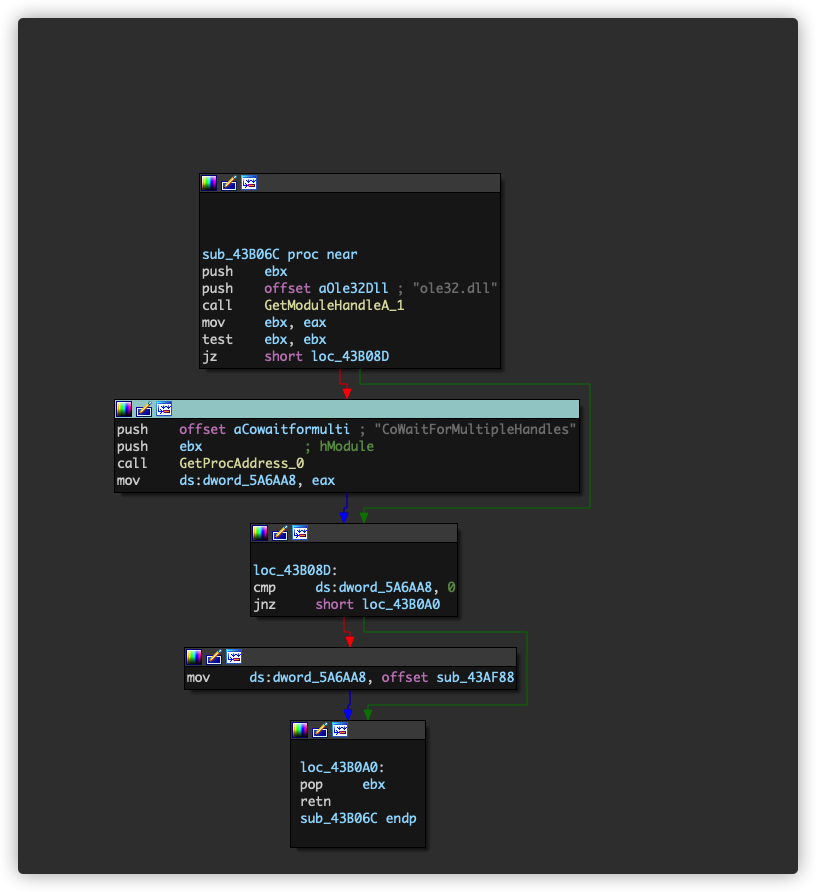 sub_43B06C proc near
push ebx
push offset aOle32Dll ; "ole32.dll"
call GetModuleHandleA_1
mov ebx, eax
test ebx, ebx
jz short loc_43B08D
push offset aCowaitformulti ; "CoWaitForMultipleHandles"
push ebx ; hModule
call GetProcAddress_0
mov ds:dword_5A6AA8, eax
loc_43B08D:
cmp ds:dword_5A6AA8, 0
jnz short loc_43B0A0
mov ds:dword_5A6AA8, offset sub_43AF88
loc_43B0A0:
pop ebx
retn
sub_43B06C endp